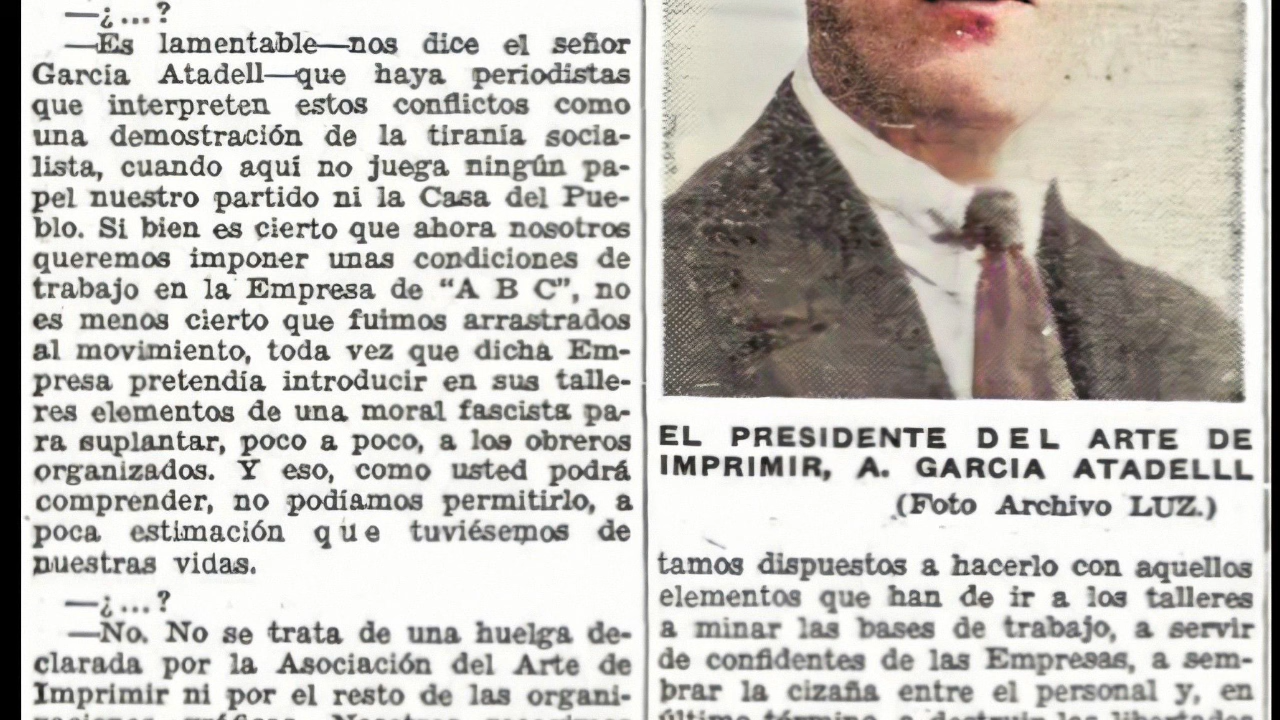 —¿...?
—Es lamentable—nos dice el señor
García Atadell—que haya periodistas
que interpreten estos conflictos como
una demostración de la tiranía socia-
lista, cuando aquí no juega ningún pa-
pel nuestro partido ni la Casa del Pue-
blo. Si bien es cierto que ahora nosotros
queremos imponer unas condiciones de
trabajo en la Empresa de “A B C”, no
es menos cierto que fuimos arrastrados
al movimiento, toda vez que dicha Em-
presa pretendía introducir en sus talle-
res elementos de una moral fascista pa-
ra suplantar, poco a poco, a los obreros
organizados. Y eso, como usted podrá
comprender, no podíamos permitirlo, a
poca estimación que tuviésemos de
nuestras vidas.
—¿...?
—No. No se trata de una huelga de-
clarada por la Asociación del Arte de
Imprimir ni por el resto de las organi-
EL PRESIDENTE DEL ARTE DE
IMPRIMIR, A. GARCIA ATADELLL
(Foto Archivo LUZ.)
tamos dispuestos a hacerlo con aquellos
elementos que han de ir a los talleres
a minar las bases de trabajo, a servir
de confidentes de las Empresas, a sem-
brar la cizaña entre el personal y, en